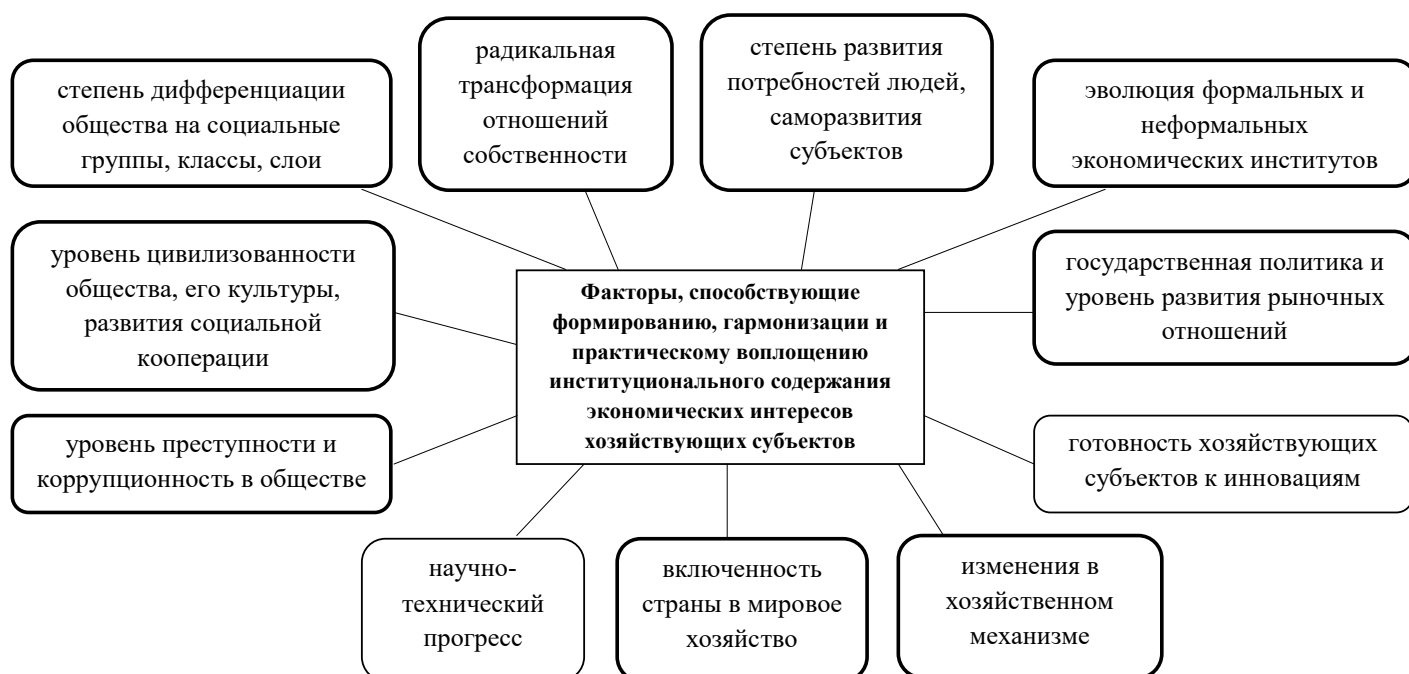 степень дифференциации
общества на социальные
группы, классы, слои
радикальная
трансформация
отношений
собственности
степень развития
потребностей людей,
саморазвития
субъектов
эволюция формальных и
неформальных
экономических институтов
уровень цивилизованности
общества, его культуры,
развития социальной
кооперации
Факторы, способствующие
формированию, гармонизации и
практическому воплощению
институционального содержания
экономических интересов
хозяйствующих субъектов
государственная политика и
уровень развития рыночных
отношений
уровень преступности и
коррупционность в обществе
готовность хозяйствующих
субъектов к инновациям
научно-
технический
прогресс
включенность
страны в мировое
хозяйство
изменения в
хозяйственном
механизме